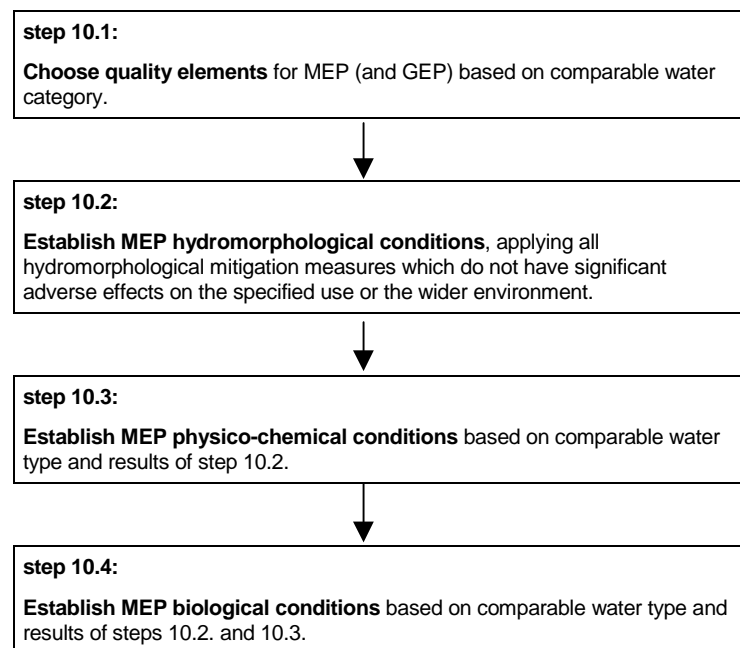 step 10.1:
Choose quality elements for MEP (and GEP) based on comparable water
category.
step 10.2:
Establish MEP hydromorphological conditions, applying all
hydromorphological mitigation measures which do not have significant
adverse effects on the specified use or the wider environment.
step 10.3:
Establish MEP physico-chemical conditions based on comparable water
type and results of step 10.2.
step 10.4:
Establish MEP biological conditions based on comparable water type and
results of steps 10.2. and 10.3.